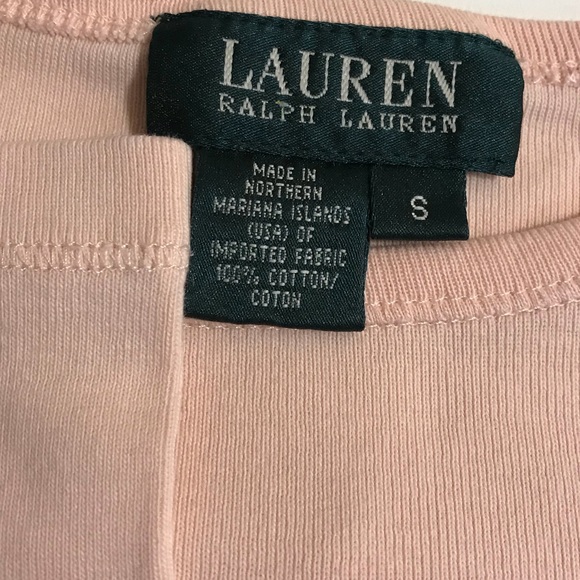 LAUREN
RALPH LAUREN
MADE IN
NORTHERN
MARIANA ISLANDS
(USA) OF
IMPORTED FABRIC
100% COTTON/
COTON
S